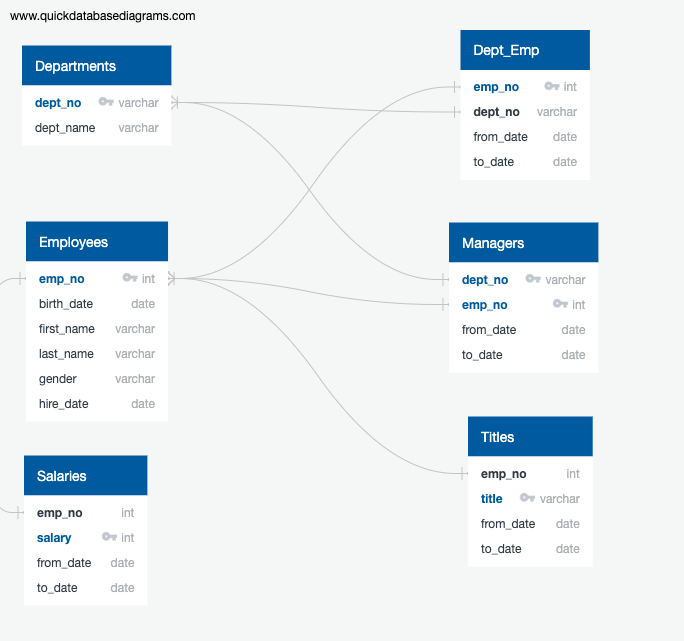 www.quickdatabasediagrams.com
Departments
dept_no varchar
dept_name varchar
Dept_Emp
emp_no int
dept_no varchar
from_date date
to_date date
Employees
emp_no int
birth_date date
first_name varchar
last_name varchar
gender varchar
hire_date date
Managers
dept_no varchar
emp_no int
from_date date
to_date date
Salaries
emp_no int
salary int
from_date date
to_date date
Titles
emp_no int
title varchar
from_date date
to_date date